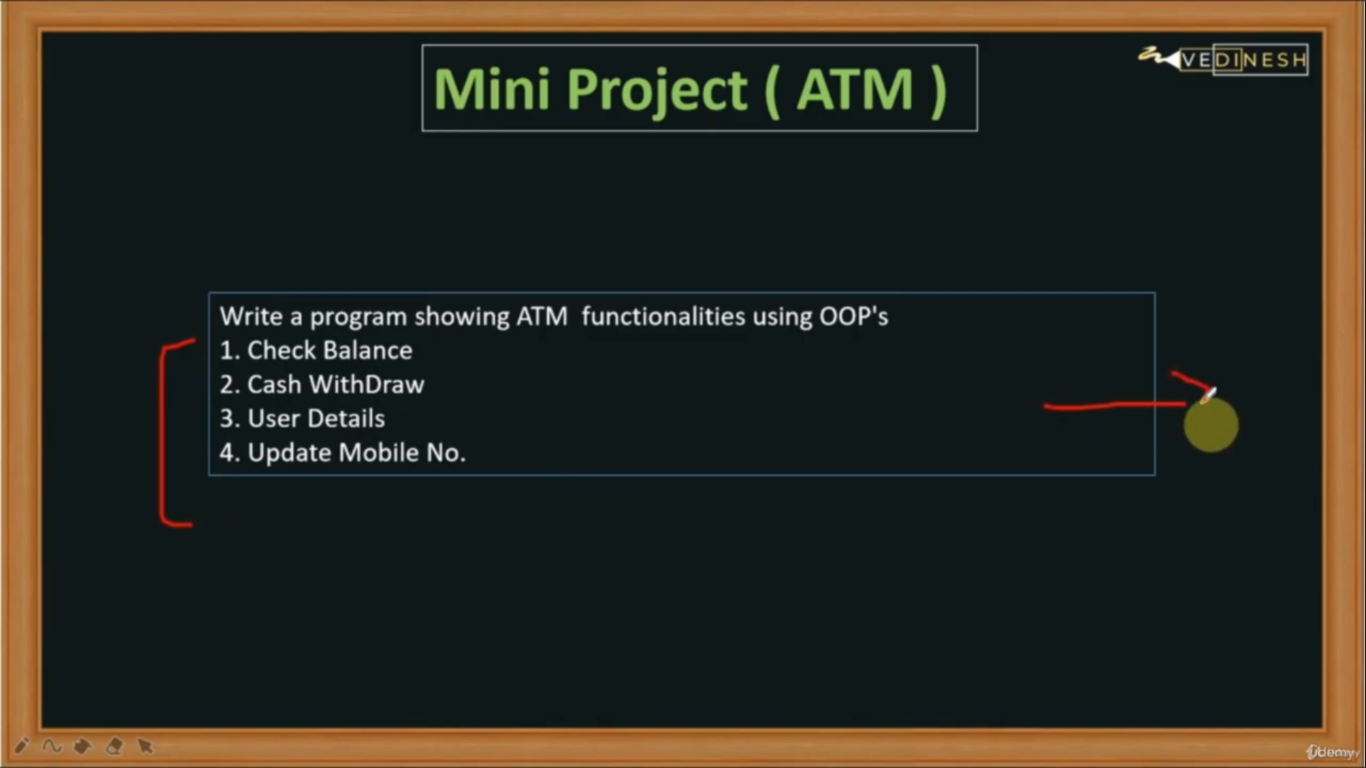 Mini Project ( ATM )
VEDINESH
Write a program showing ATM  functionalities using OOP's
1. Check Balance
2. Cash WithDraw
3. User Details
4. Update Mobile No.
Udemy